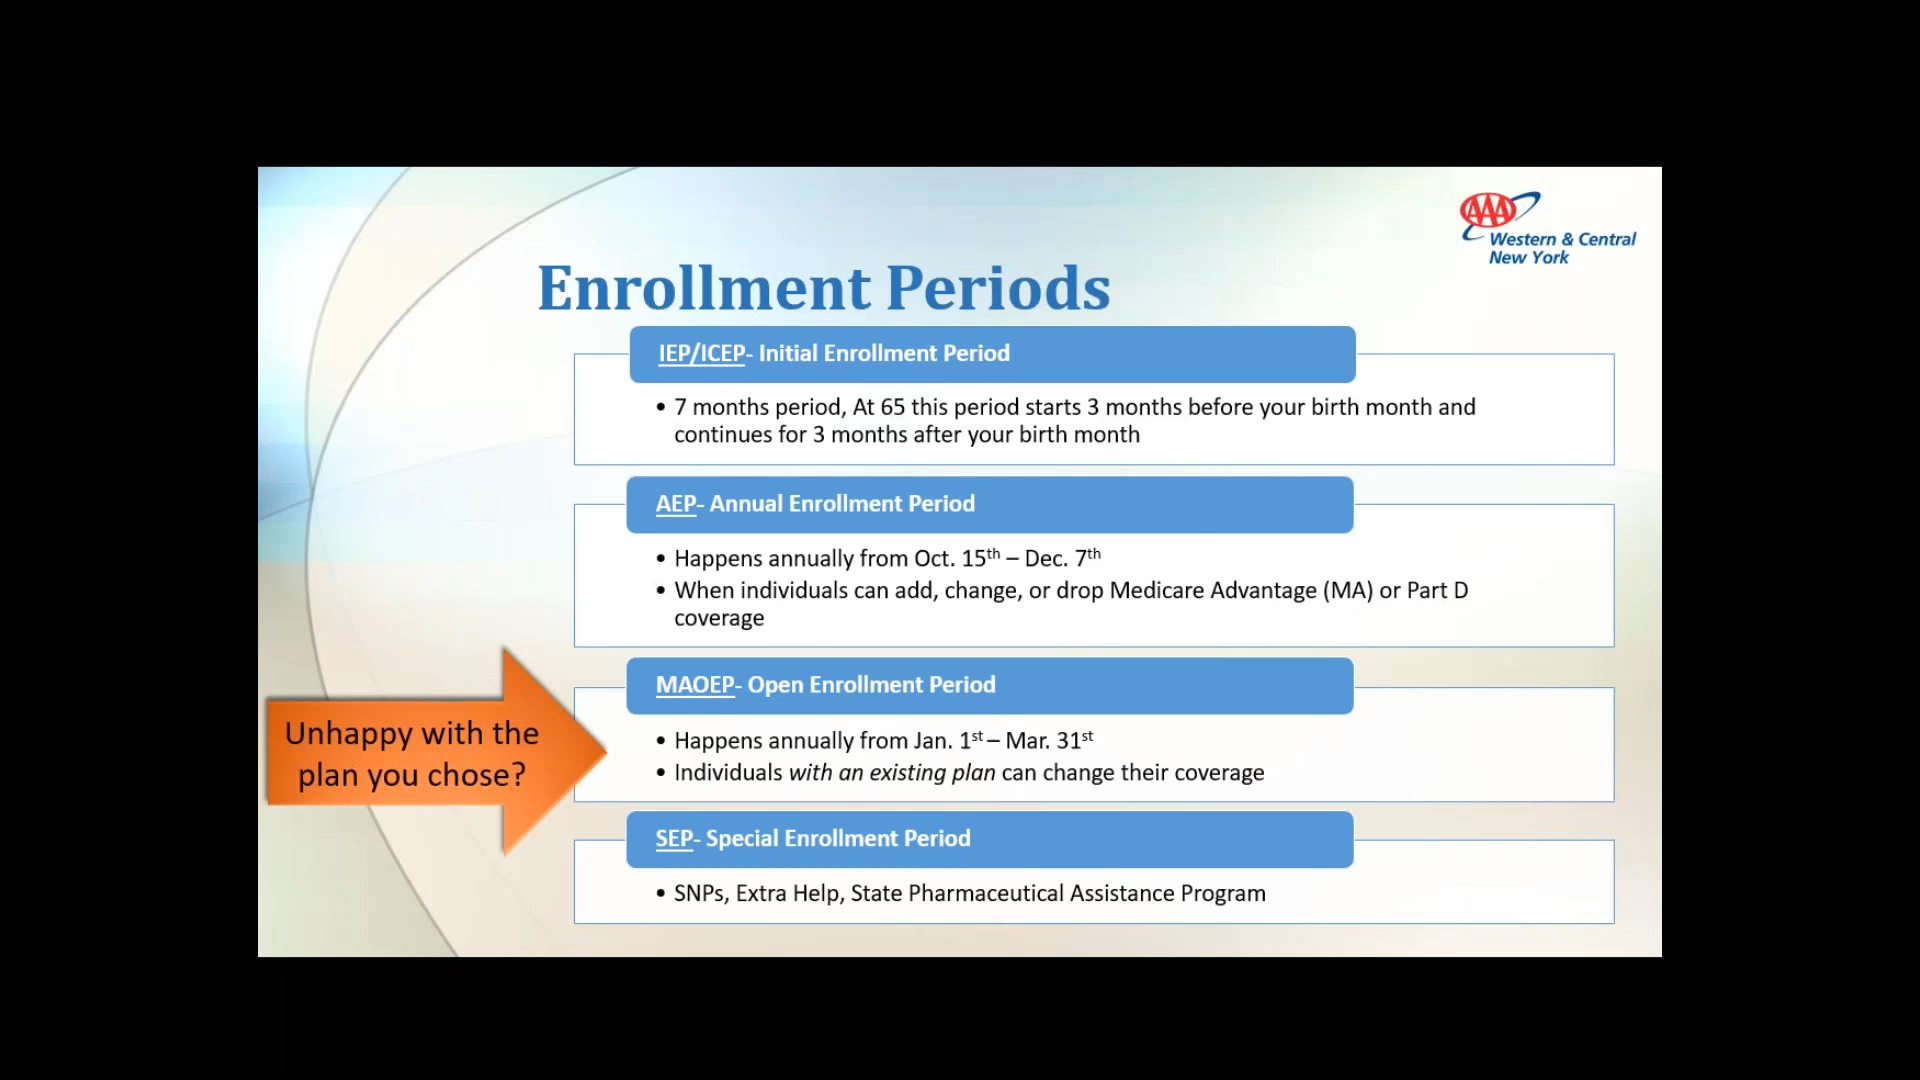 AAA
Western & Central
New York
Enrollment Periods
IEP/ICEP- Initial Enrollment Period
• 7 months period, At 65 this period starts 3 months before your birth month and
continues for 3 months after your birth month
AEP- Annual Enrollment Period
• Happens annually from Oct. 15th – Dec. 7th
• When individuals can add, change, or drop Medicare Advantage (MA) or Part D
coverage
MAOEP- Open Enrollment Period
Unhappy with the
plan you chose?
• Happens annually from Jan. 1st – Mar. 31st
• Individuals with an existing plan can change their coverage
SEP- Special Enrollment Period
• SNPs, Extra Help, State Pharmaceutical Assistance Program